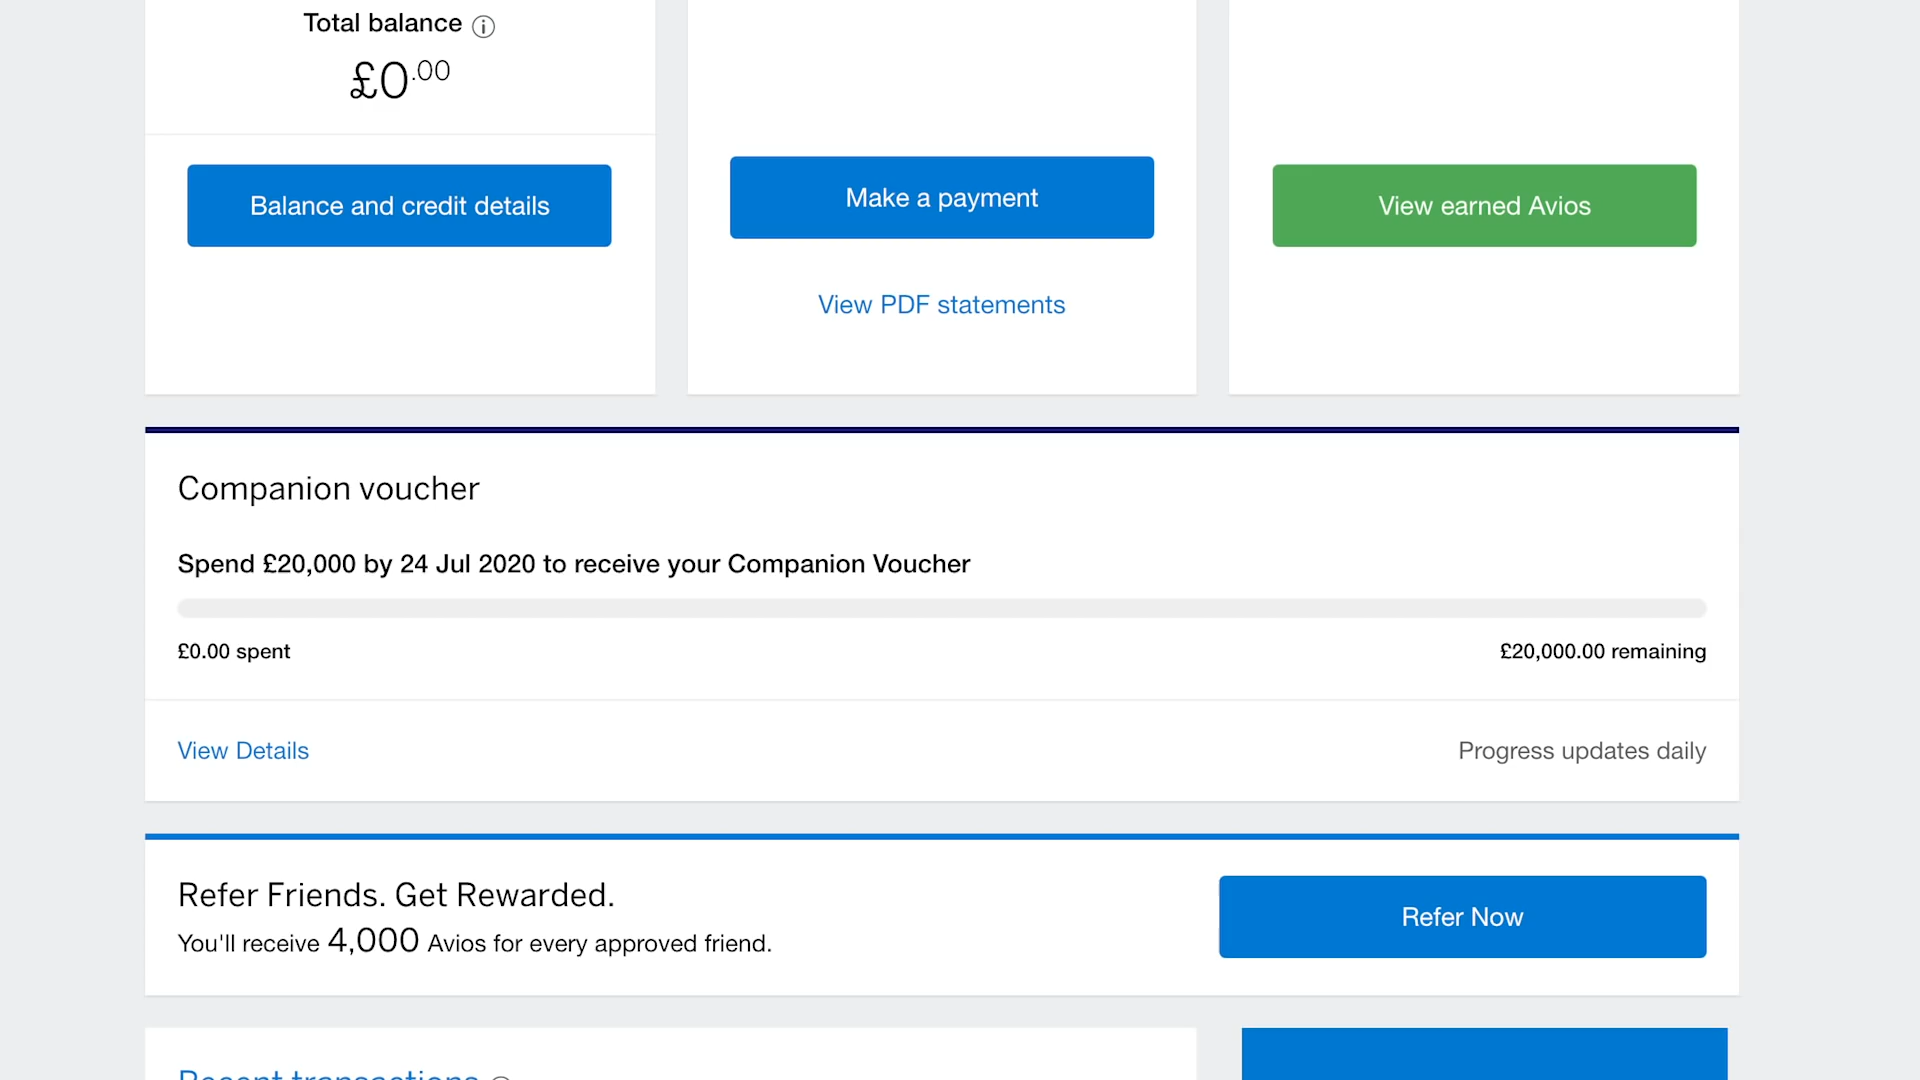 Total balance
£0.00
Balance and credit details
Make a payment
View PDF statements
View earned Avios
Companion voucher
Spend £20,000 by 24 Jul 2020 to receive your Companion Voucher
£0.00 spent
£20,000.00 remaining
View Details
Progress updates daily
Refer Friends. Get Rewarded.
You'll receive 4,000 Avios for every approved friend.
Refer Now
Recent transactions